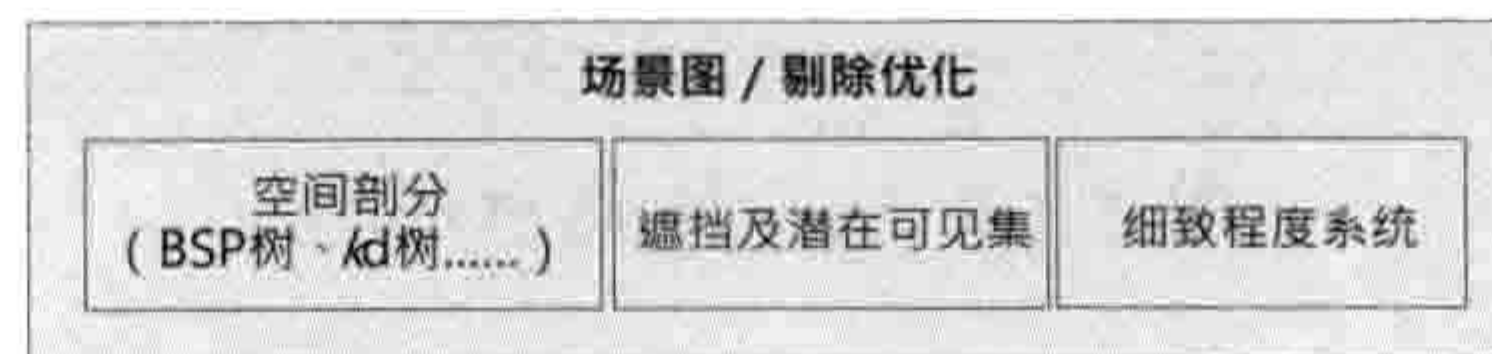 场景图 / 剔除优化
空间剖分
( BSP树、kd树...... )
遮挡及潜在可见集
细致程度系统